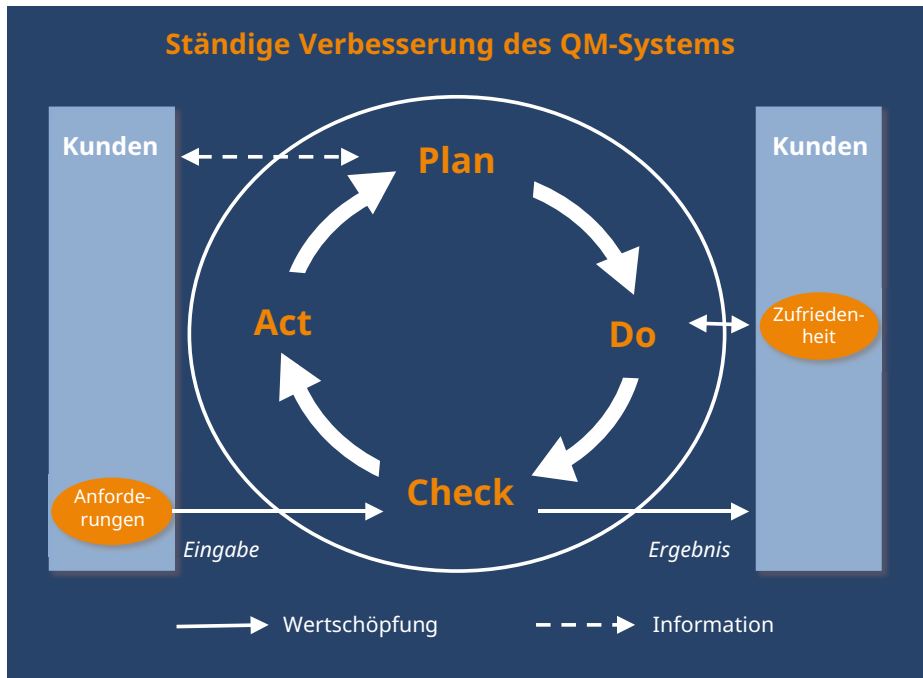 Ständige Verbesserung des QM-Systems
Kunden
Kunden
Plan
Act
Do
Zufrieden-
heit
Check
Anforde-
rungen
Eingabe
Ergebnis
Wertschöpfung
Information